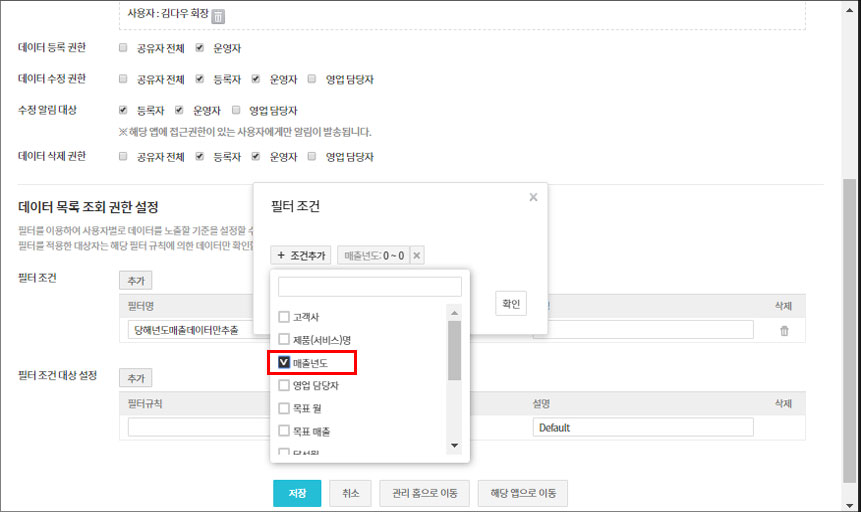 사용자 : 김다우 회장
데이터 등록 권한 공유자 전체 운영자
데이터 수정 권한 공유자 전체 등록자 운영자 영업 담당자
수정 알림 대상 등록자 운영자 영업 담당자
※ 해당 앱에 접근권한이 있는 사용자에게만 알림이 발송됩니다.
데이터 삭제 권한 공유자 전체 등록자 운영자 영업 담당자
데이터 목록 조회 권한 설정
필터를 이용하여 사용자별로 데이터를 노출할 기준을 설정할 수
필터를 적용한 대상자는 해당 필터 규칙에 의한 데이터만 확인
필터 조건 추가
필터명 삭제
당해년도매출데이터만추출
필터 조건 대상 설정 추가
필터규칙 설명 삭제
Default
필터 조건
+ 조건추가 매출년도: 0 ~ 0
확인
고객사
제품(서비스)명
매출년도
영업 담당자
목표 월
목표 매출
저장 취소 관리 홈으로 이동 해당 앱으로 이동